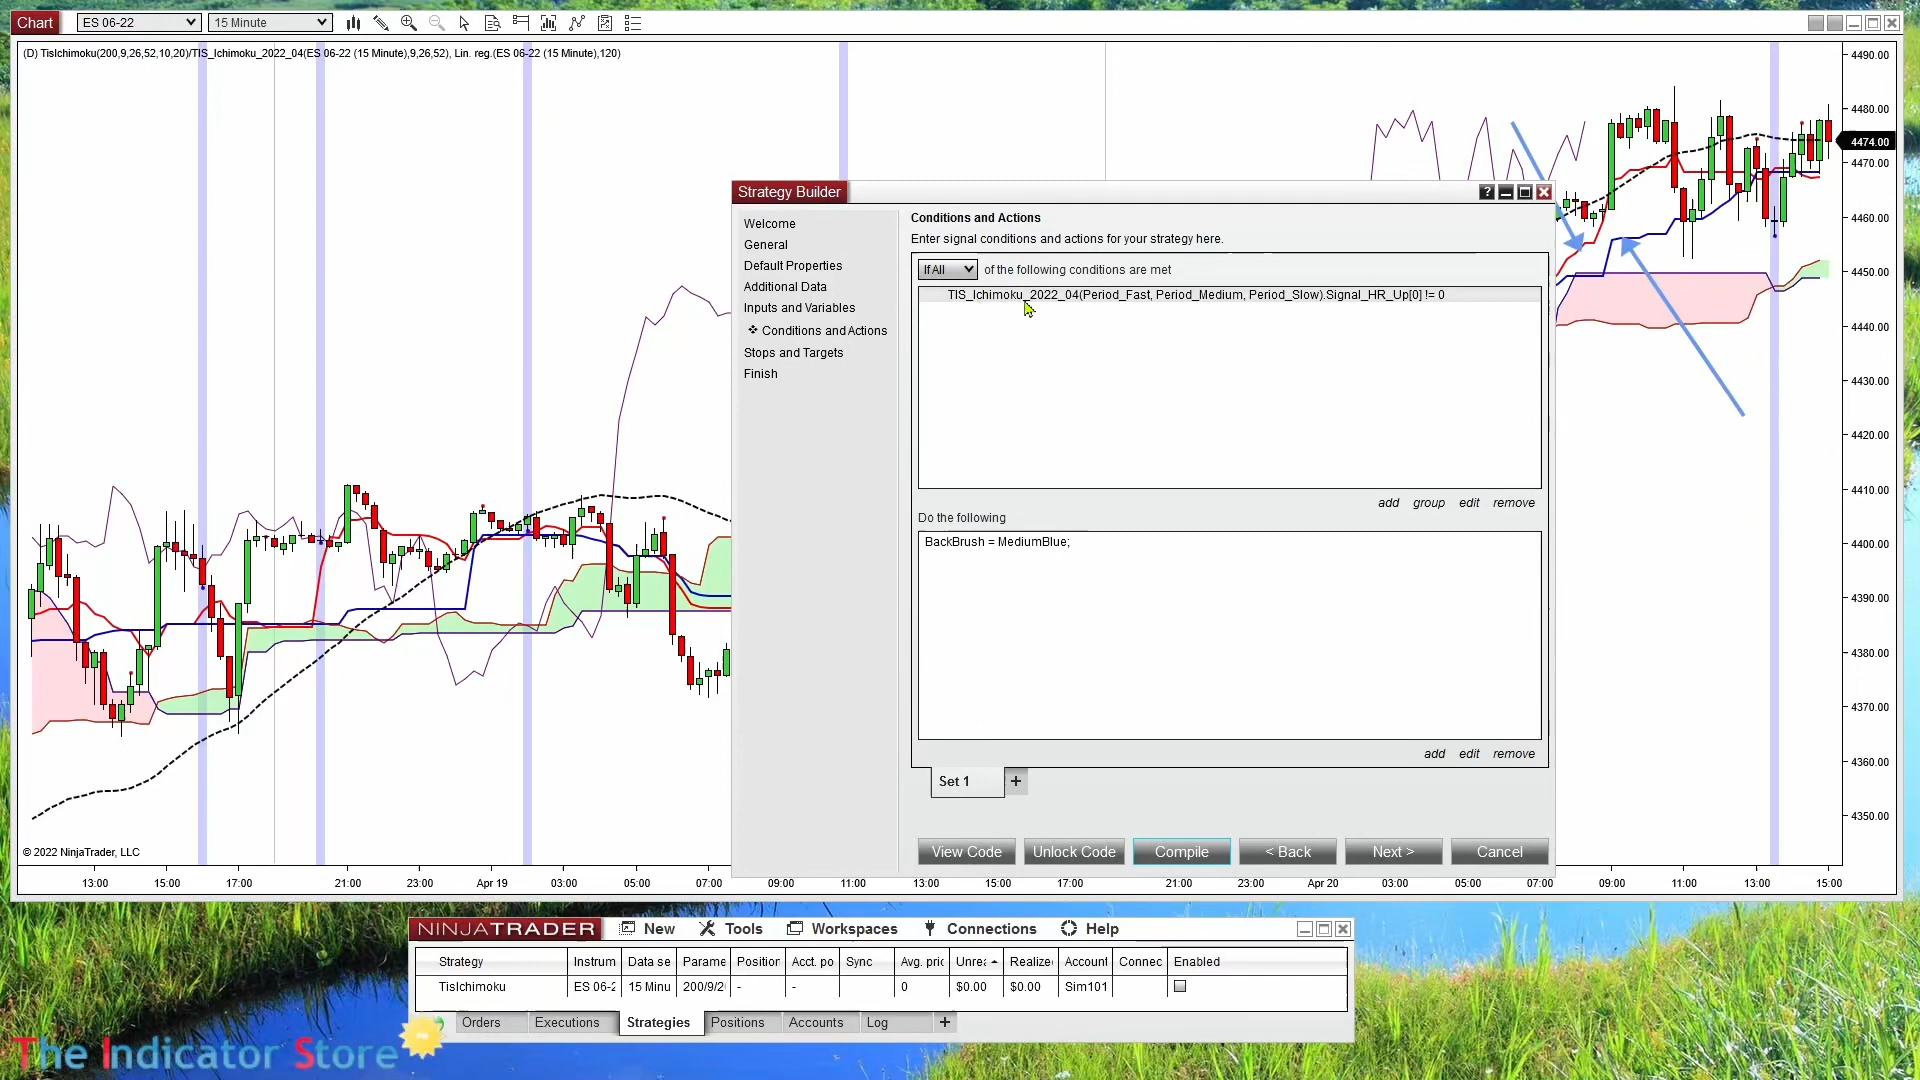 Chart ES 06-22 15 Minute
(D) TisIchimoku(200,9,26,52,10,20)/TIS_Ichimoku_2022_04(ES 06-22 (15 Minute),9,26,52), Lin. reg.(ES 06-22 (15 Minute),120)
4490.00
4480.00
4474.00
4470.00
4460.00
4450.00
4440.00
4430.00
4420.00
4410.00
4400.00
4390.00
4380.00
4370.00
4360.00
4350.00
Strategy Builder ?
Welcome
General
Default Properties
Additional Data
Inputs and Variables
Conditions and Actions
Stops and Targets
Finish
Conditions and Actions
Enter signal conditions and actions for your strategy here.
If All of the following conditions are met
TIS_Ichimoku_2022_04(Period_Fast, Period_Medium, Period_Slow).Signal_HR_Up[0] != 0
add group edit remove
Do the following
BackBrush = MediumBlue;
add edit remove
Set 1 +
View Code Unlock Code Compile < Back Next > Cancel
© 2022 NinjaTrader, LLC
13:00 15:00 17:00 21:00 23:00 Apr 19 03:00 05:00 07:00 09:00 11:00 13:00 15:00 17:00 21:00 23:00 Apr 20 03:00 05:00 07:00 09:00 11:00 13:00 15:00
NINJATRADER New Tools Workspaces Connections Help
Strategy Instrum Data se Parame Position Acct. po Sync Avg. pric Unrea Realize Account Connec Enabled
TisIchimoku ES 06-2 15 Minu 200/9/2 - - 0 $0.00 $0.00 Sim101
Orders Executions Strategies Positions Accounts Log +
The Indicator Store